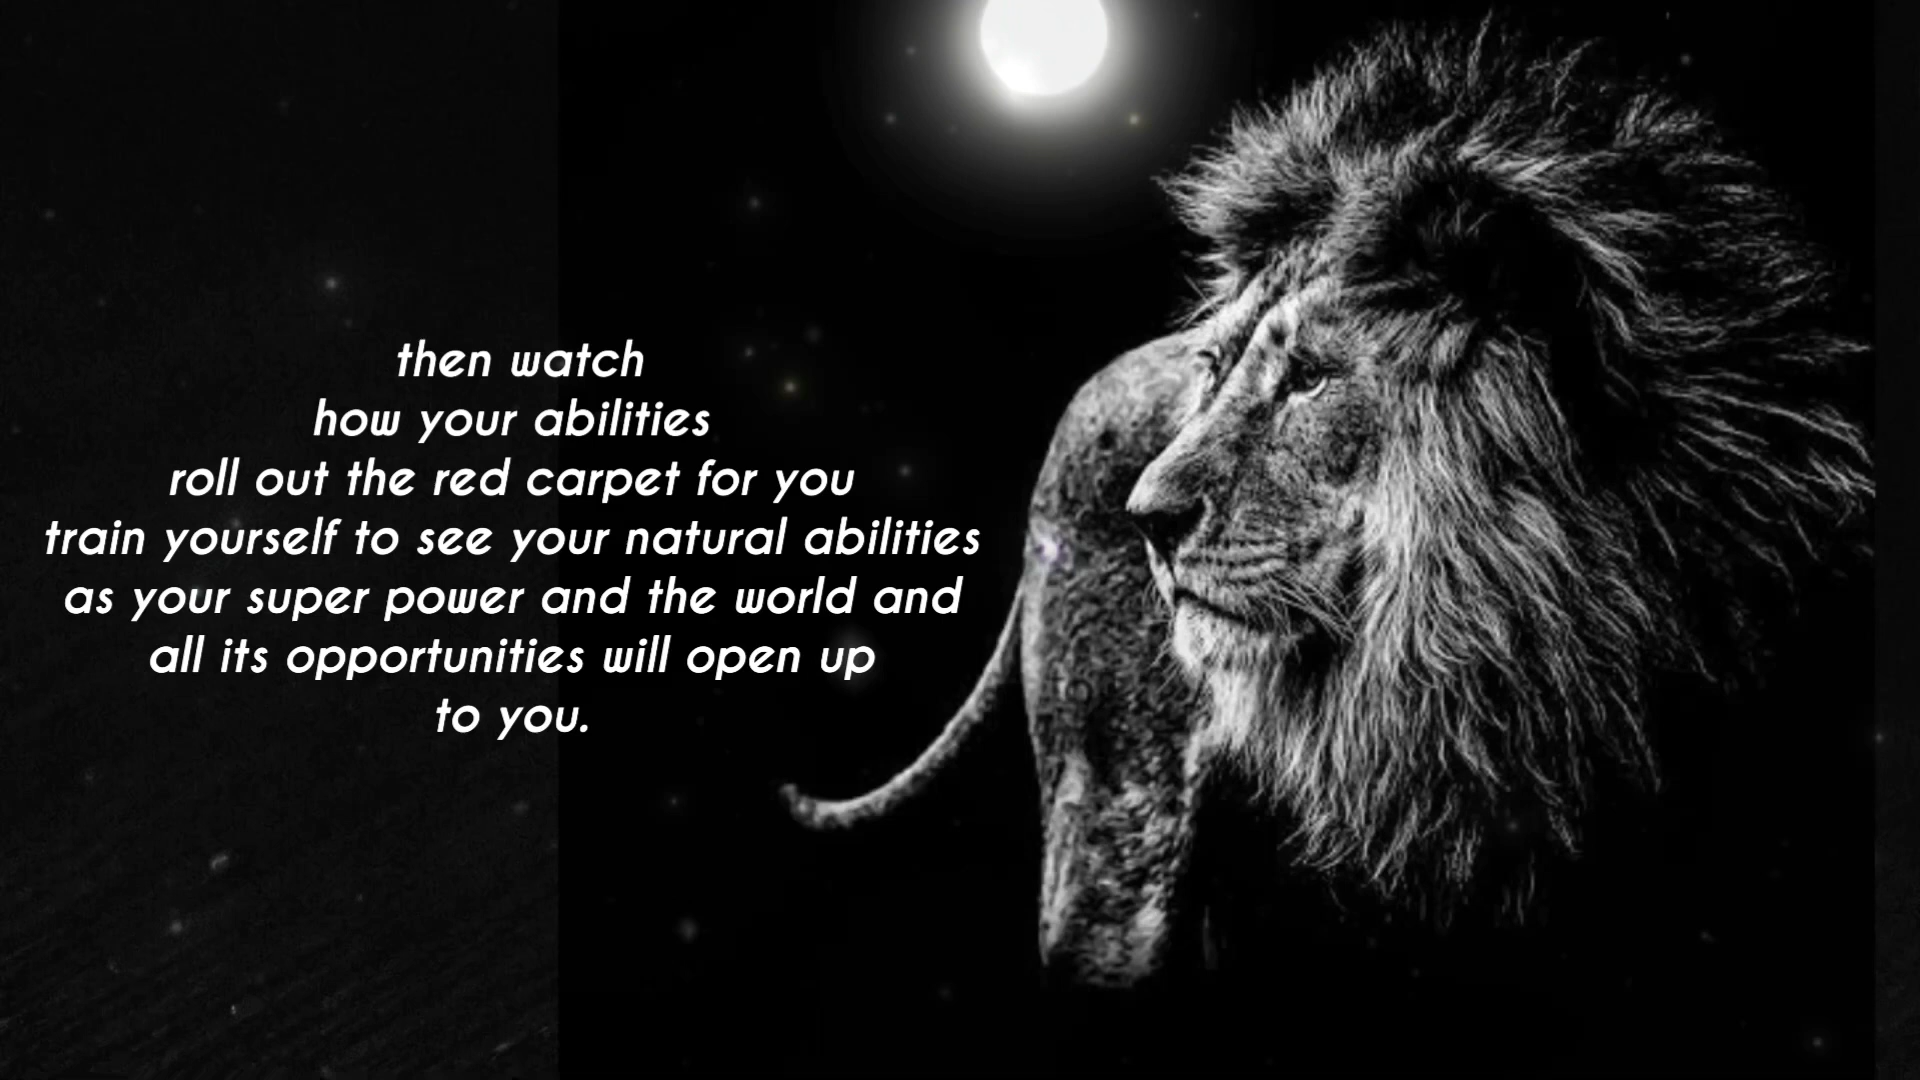 then watch
how your abilities
roll out the red carpet for you
train yourself to see your natural abilities
as your super power and the world and
all its opportunities will open up
to you.